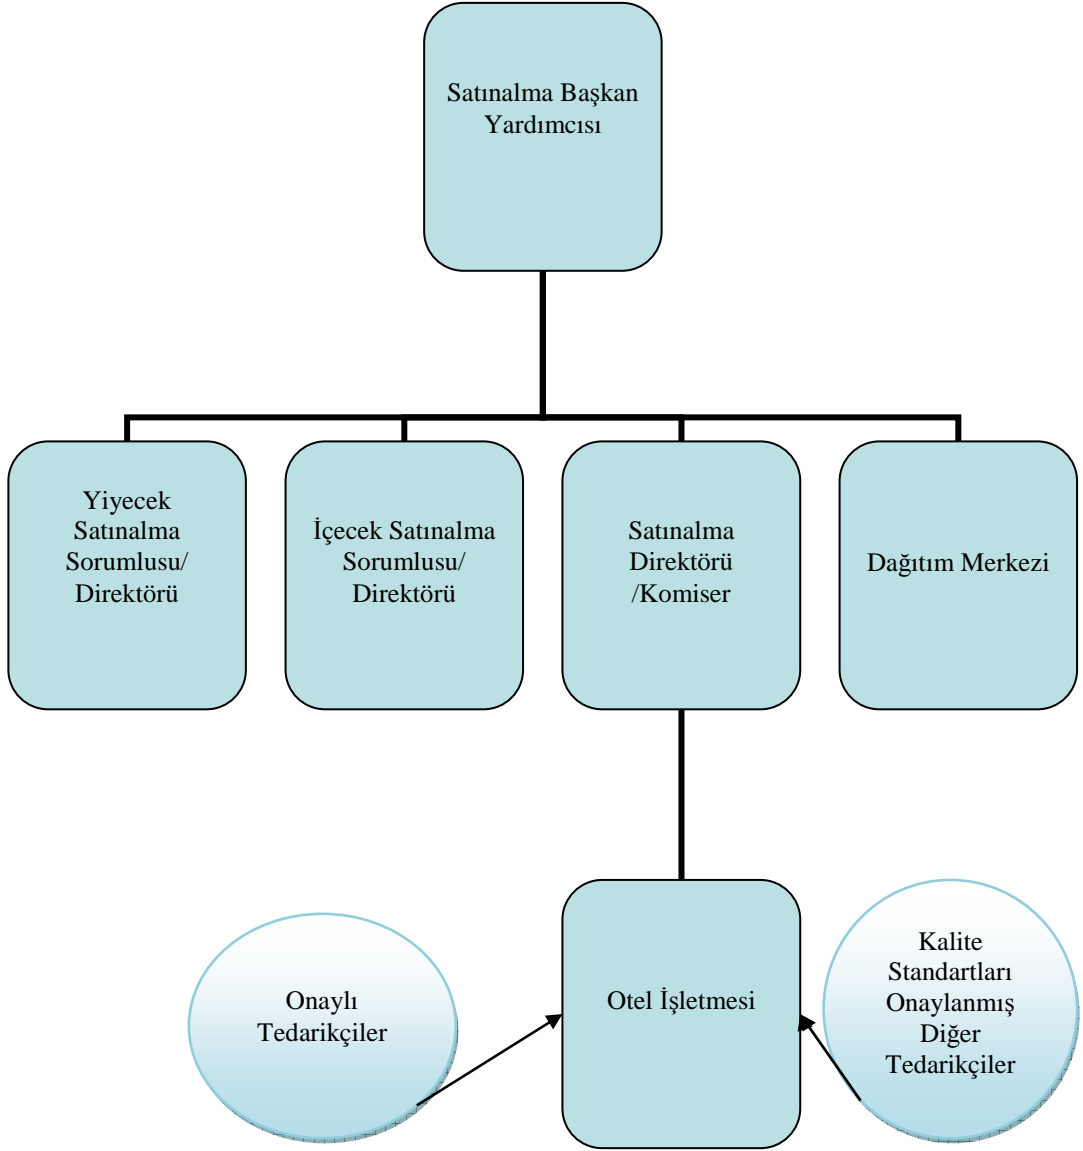 Satınalma Başkan
Yardımcısı
Yiyecek
Satınalma
Sorumlusu/
Direktörü
İçecek Satınalma
Sorumlusu/
Direktörü
Satınalma
Direktörü
/Komiser
Dağıtım Merkezi
Onaylı
Tedarikçiler
Otel İşletmesi
Kalite
Standartları
Onaylanmış
Diğer
Tedarikçiler